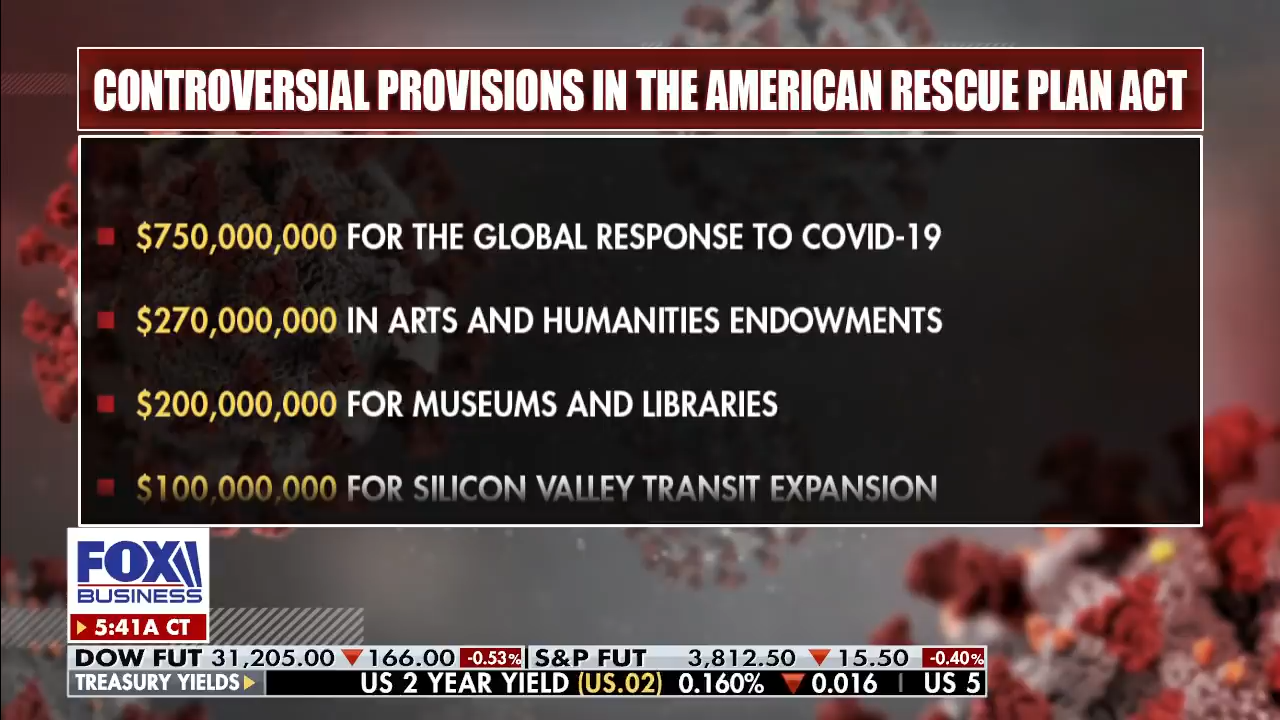 CONTROVERSIAL PROVISIONS IN THE AMERICAN RESCUE PLAN ACT
$750,000,000 FOR THE GLOBAL RESPONSE TO COVID-19
$270,000,000 IN ARTS AND HUMANITIES ENDOWMENTS
$200,000,000 FOR MUSEUMS AND LIBRARIES
$100,000,000 FOR SILICON VALLEY TRANSIT EXPANSION
FOX
BUSINESS
5:41A CT
DOW FUT 31,205.00 ▼166.00 -0.53% S&P FUT 3,812.50 ▼15.50 -0.40%
TREASURY YIELDS US 2 YEAR YIELD (US.02) 0.160% ▼0.016 | US 5